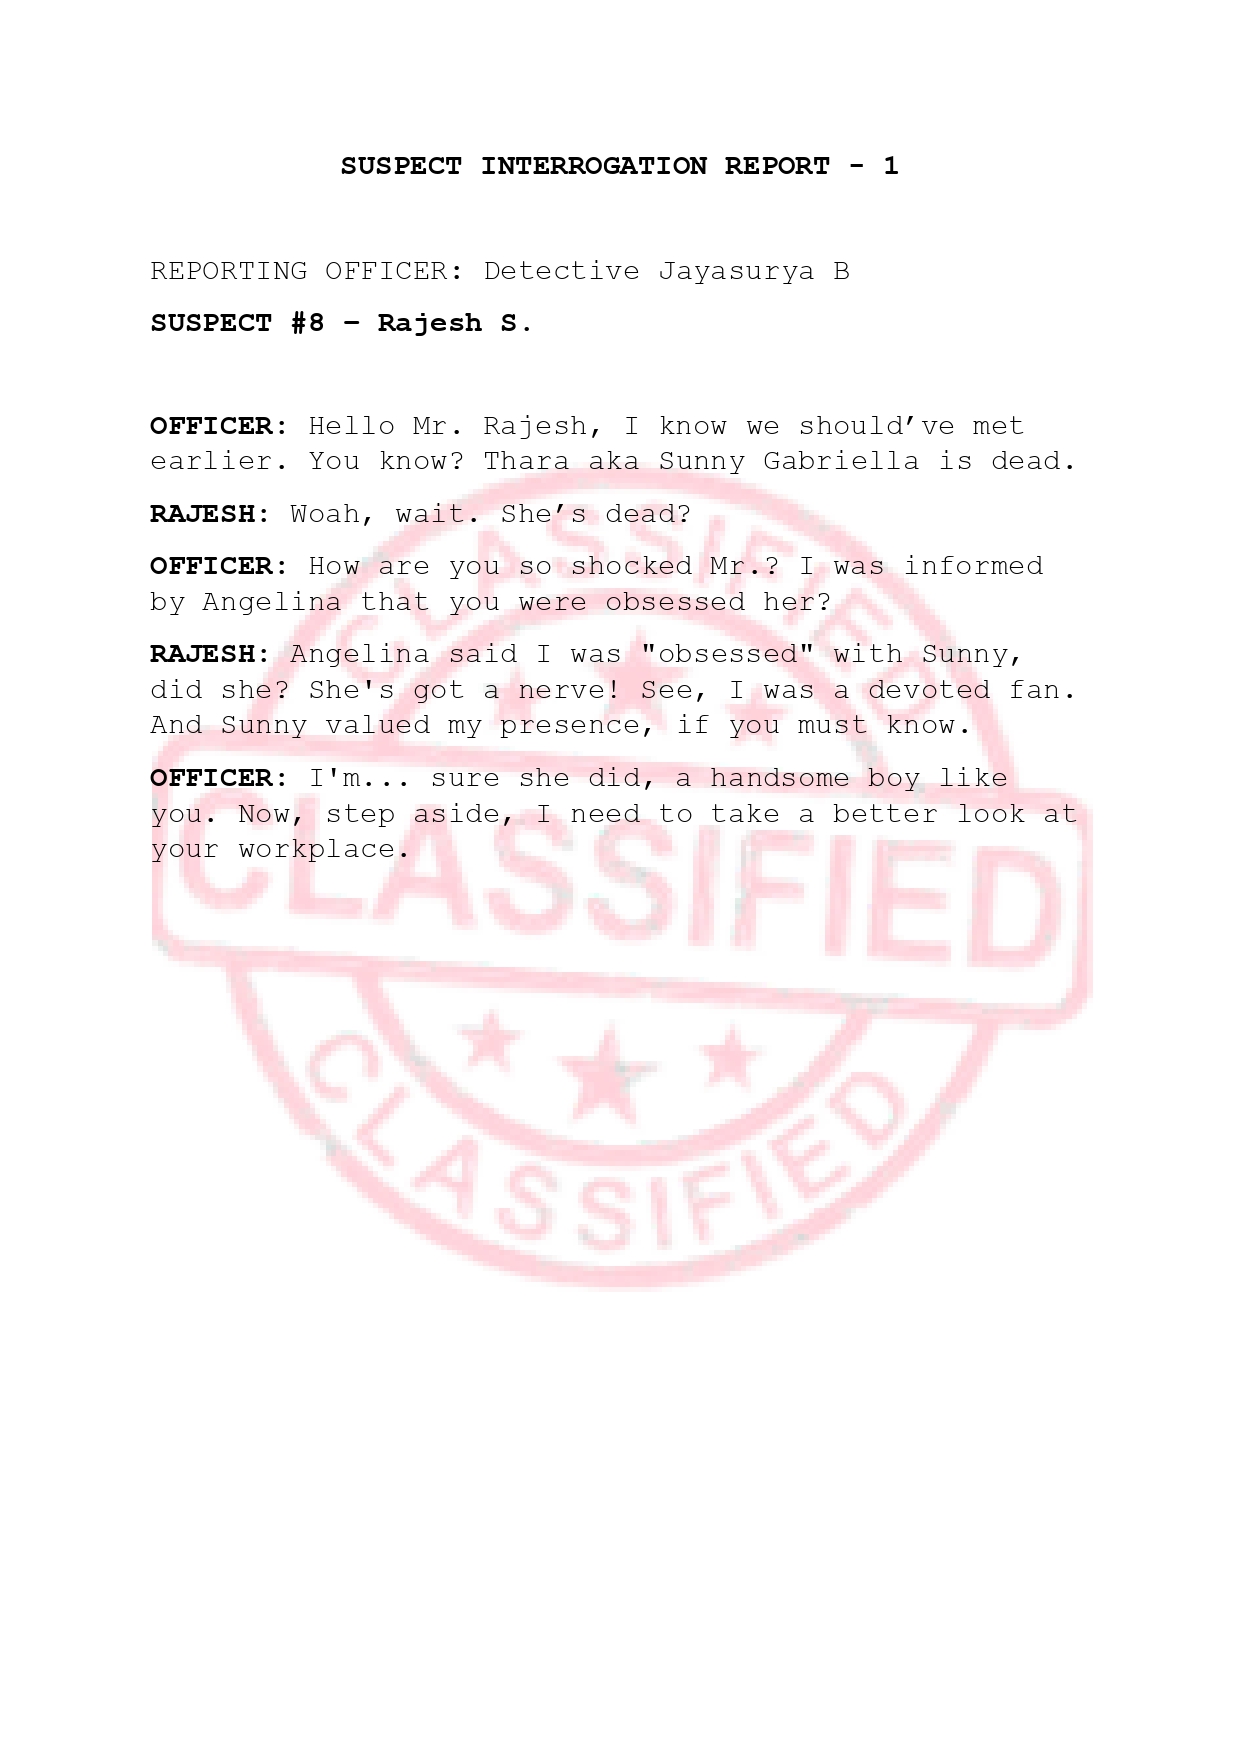 SUSPECT INTERROGATION REPORT - 1
REPORTING OFFICER: Detective Jayasurya B
SUSPECT #8 – Rajesh S.
OFFICER: Hello Mr. Rajesh, I know we should’ve met
earlier. You know? Thara aka Sunny Gabriella is dead.
RAJESH: Woah, wait. She’s dead?
OFFICER: How are you so shocked Mr.? I was informed
by Angelina that you were obsessed her?
RAJESH: Angelina said I was "obsessed" with Sunny,
did she? She's got a nerve! See, I was a devoted fan.
And Sunny valued my presence, if you must know.
OFFICER: I'm... sure she did, a handsome boy like
you. Now, step aside, I need to take a better look at
your workplace.
CLASSIFIED
CLASSIFIED
CLASSIFIED